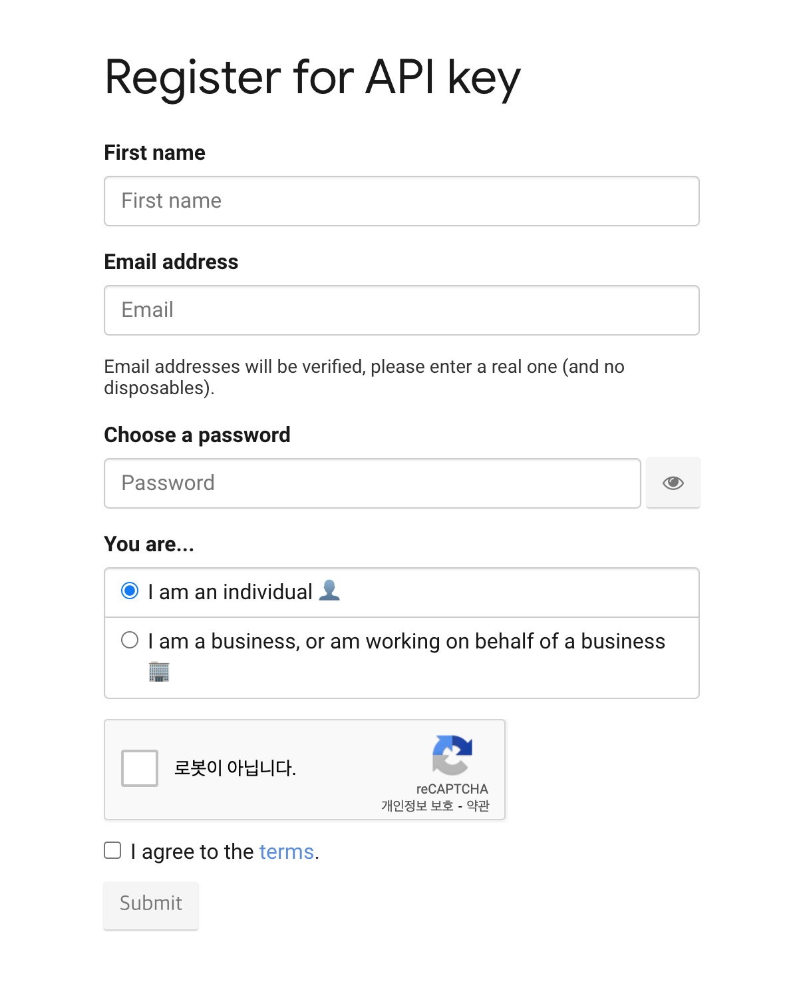 Register for API key
First name
First name
Email address
Email
Email addresses will be verified, please enter a real one (and no
disposables).
Choose a password
Password
You are...
I am an individual
I am a business, or am working on behalf of a business
로봇이 아닙니다.
reCAPTCHA
개인정보 보호 - 약관
I agree to the terms.
Submit